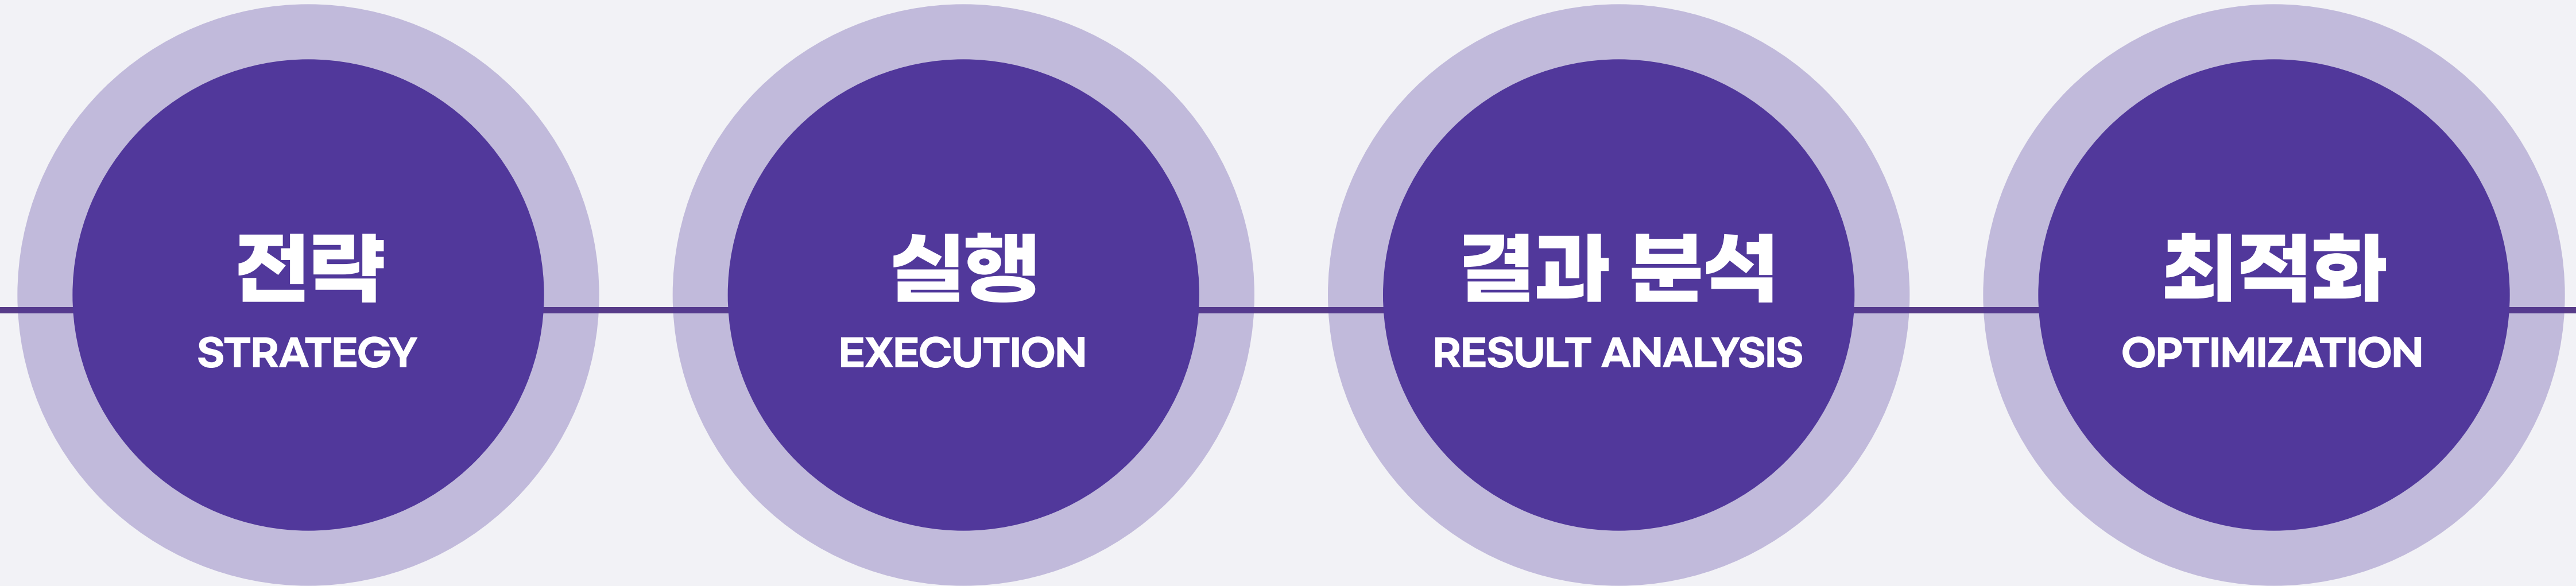 전략
STRATEGY
실행
EXECUTION
결과 분석
RESULT ANALYSIS
최적화
OPTIMIZATION